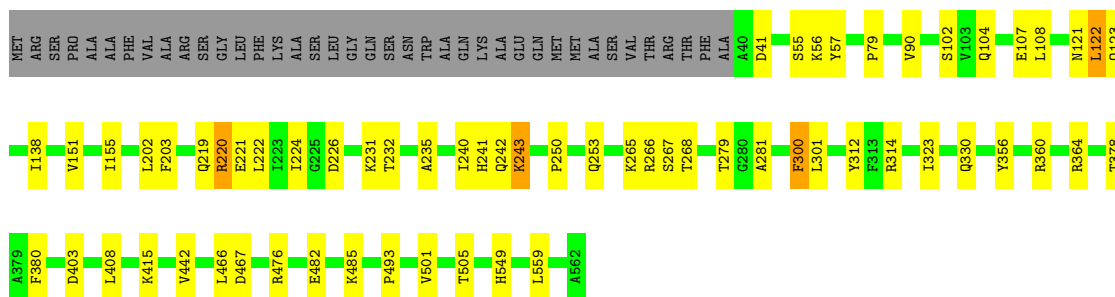 MET ARG SER PRO ALA ALA PHE VAL ALA ARG SER GLY LEU PHE LYS ALA SER LEU GLY GLN SER ASN TRP ALA GLN LYS ALA GLU GLN MET MET ALA SER VAL THR ARG THR PHE ALA A40 D41 S55 K56 Y57 P79 V90 S102 V103 Q104 E107 L108 N121 L122
I138 V151 I155 L202 F203 Q219 R220 E221 L222 I223 I224 G225 D226 K231 T232 A235 I240 H241 Q242 K243 P250 Q253 K265 R266 S267 T268 T279 G280 A281 F300 L301 Y312 F313 R314 I323 Q330 Y356 R360 R364
A379 F380 D403 L408 K415 V442 L466 D467 R476 E482 K485 P493 V501 T505 H549 L559 A562